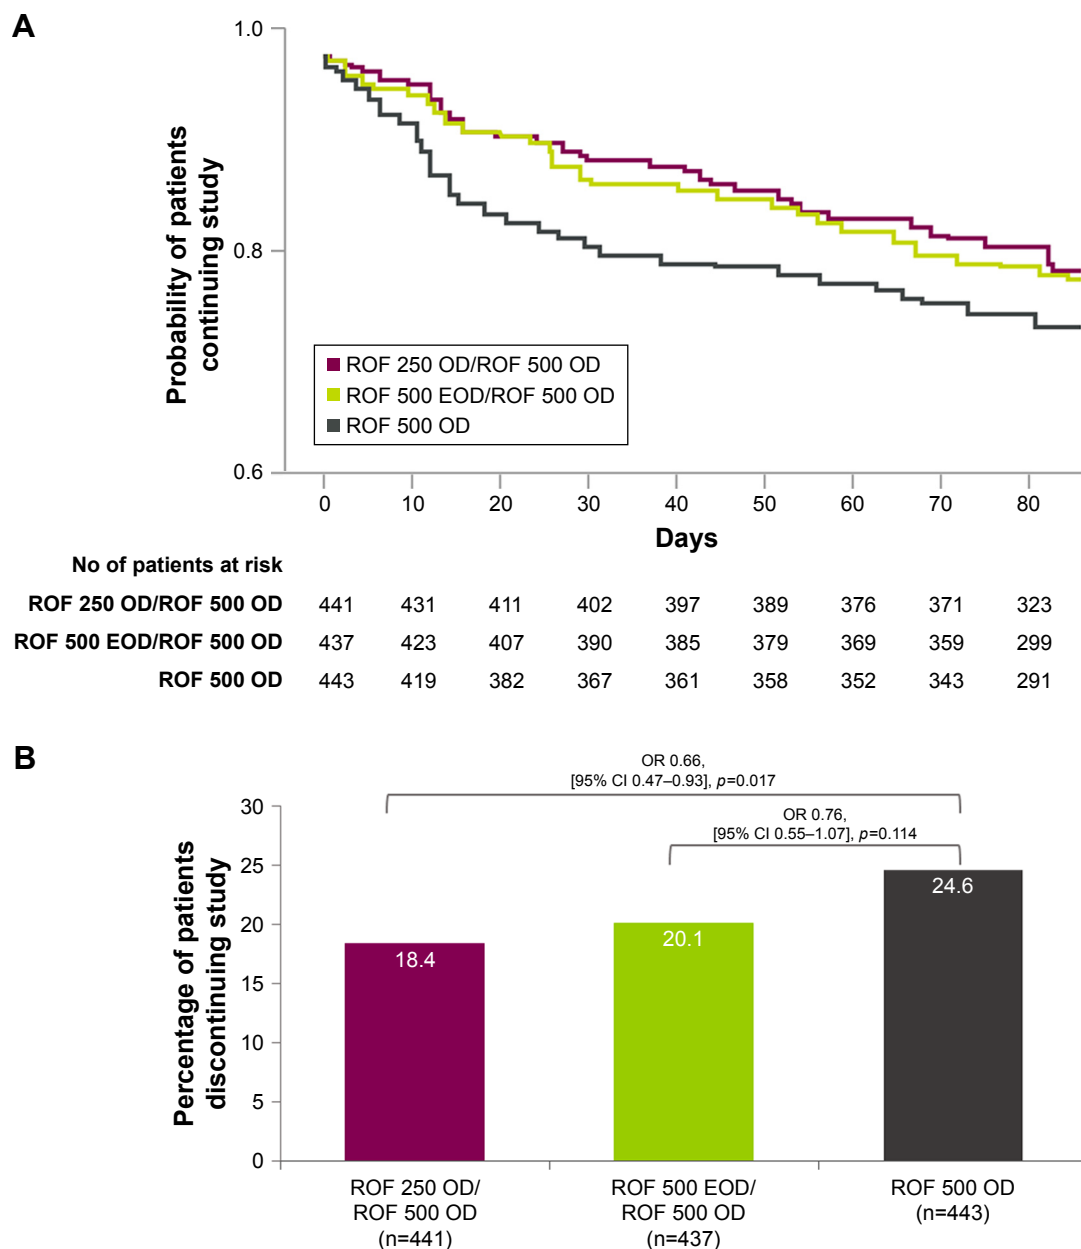 A
1.0
0.8
0.6
Probability of patients
continuing study
ROF 250 OD/ROF 500 OD
ROF 500 EOD/ROF 500 OD
ROF 500 OD
0 10 20 30 40 50 60 70 80
Days
No of patients at risk
ROF 250 OD/ROF 500 OD 441 431 411 402 397 389 376 371 323
ROF 500 EOD/ROF 500 OD 437 423 407 390 385 379 369 359 299
ROF 500 OD 443 419 382 367 361 358 352 343 291
B
OR 0.66,
[95% CI 0.47–0.93], p=0.017
OR 0.76,
[95% CI 0.55–1.07], p=0.114
30
25
20
15
10
5
0
Percentage of patients
discontinuing study
18.4
20.1
24.6
ROF 250 OD/
ROF 500 OD
(n=441)
ROF 500 EOD/
ROF 500 OD
(n=437)
ROF 500 OD
(n=443)